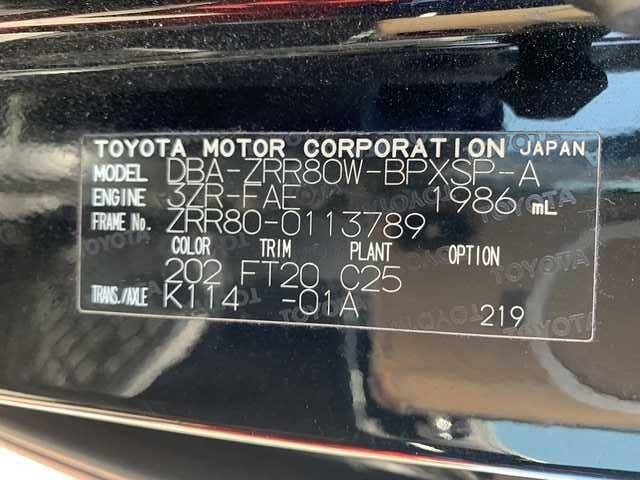 TOYOTA MOTOR CORPORATION JAPAN
MODEL DBA-ZRR80W-BPXSP-A
ENGINE 3ZR-FAE 1986 mL
FRAME No. ZRR80-0113789
COLOR TRIM PLANT OPTION
202 FT20 C25
TRANS./AXLE K114 -01A 219